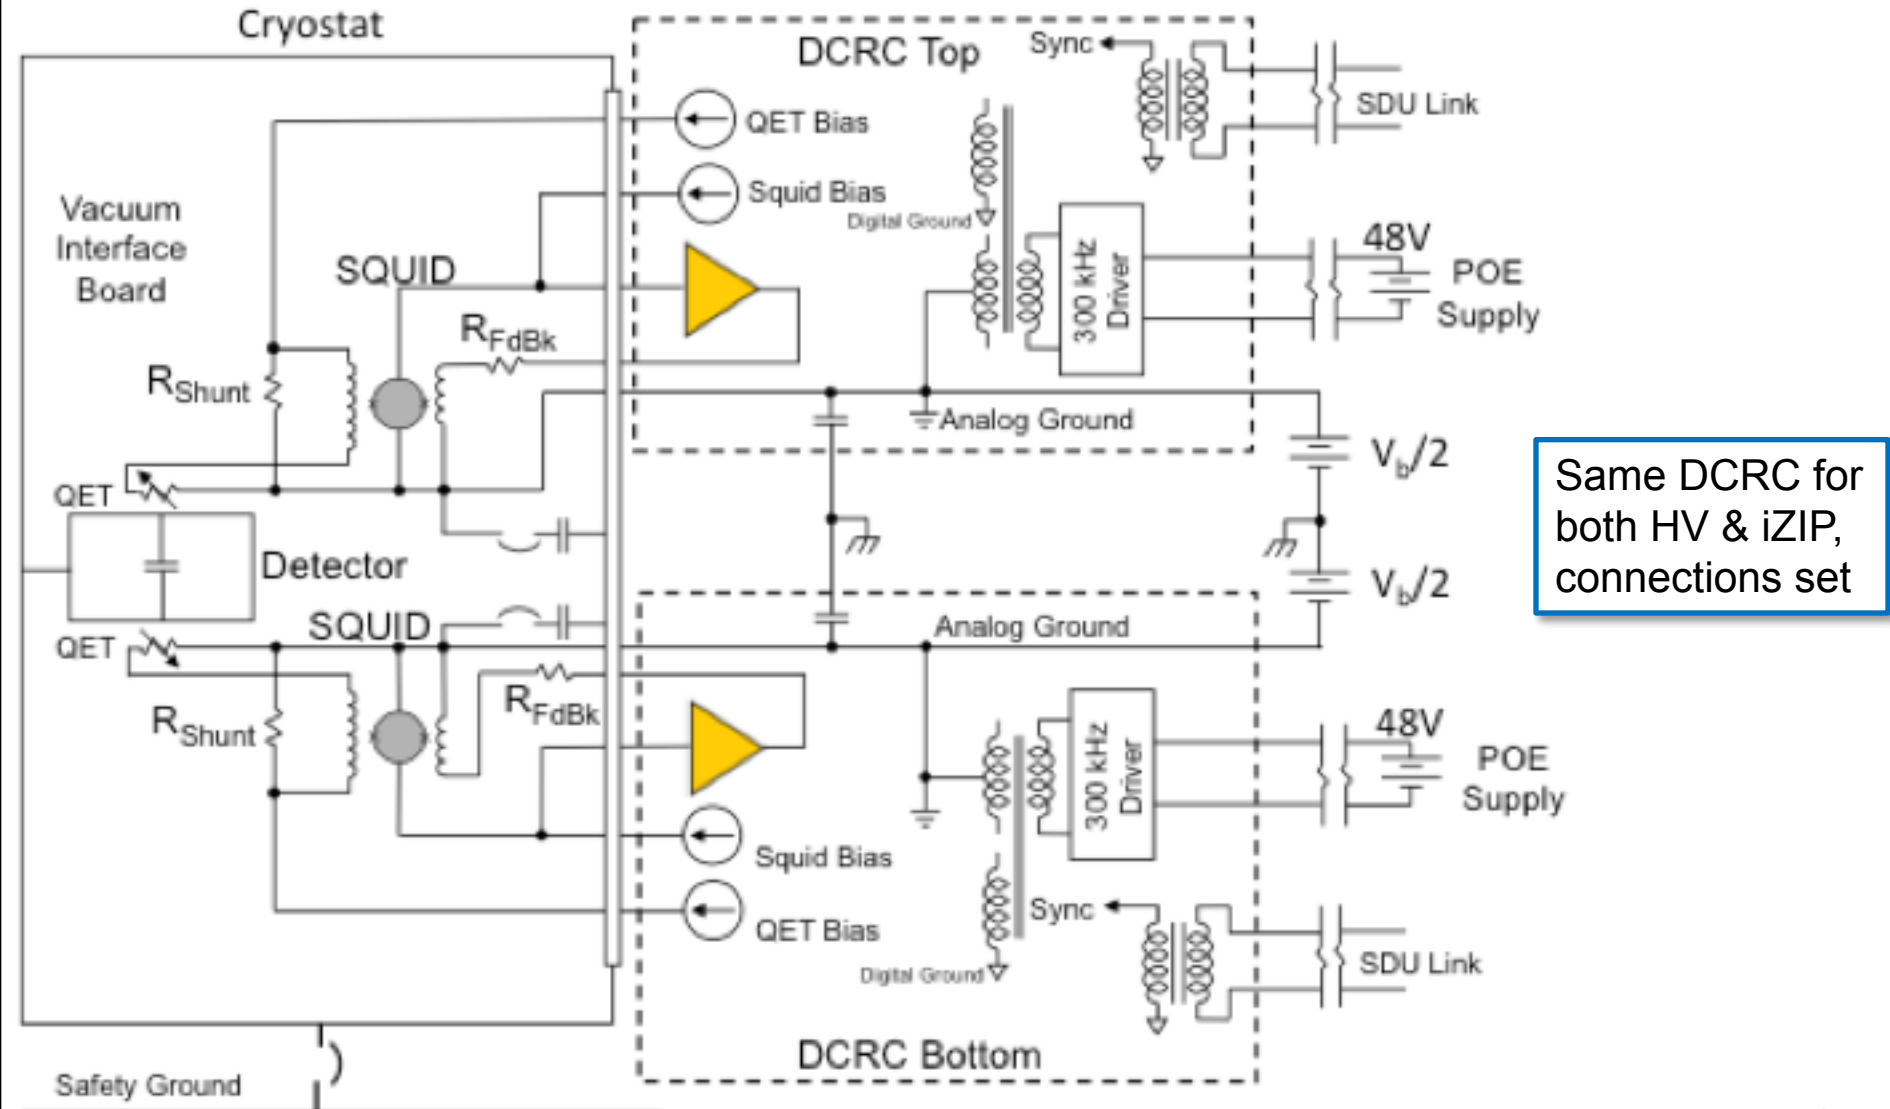 Cryostat
DCRC Top
Sync
SDU Link
QET Bias
Squid Bias
Digital Ground
Vacuum
Interface
Board
SQUID
RFdBk
RShunt
300 kHz
Driver
48V
POE
Supply
Analog Ground
Vb/2
QET
Detector
Same DCRC for
both HV & iZIP,
connections set
Vb/2
SQUID
Analog Ground
QET
RFdBk
RShunt
300 kHz
Driver
48V
POE
Supply
Squid Bias
QET Bias
Sync
SDU Link
Digital Ground
DCRC Bottom
Safety Ground